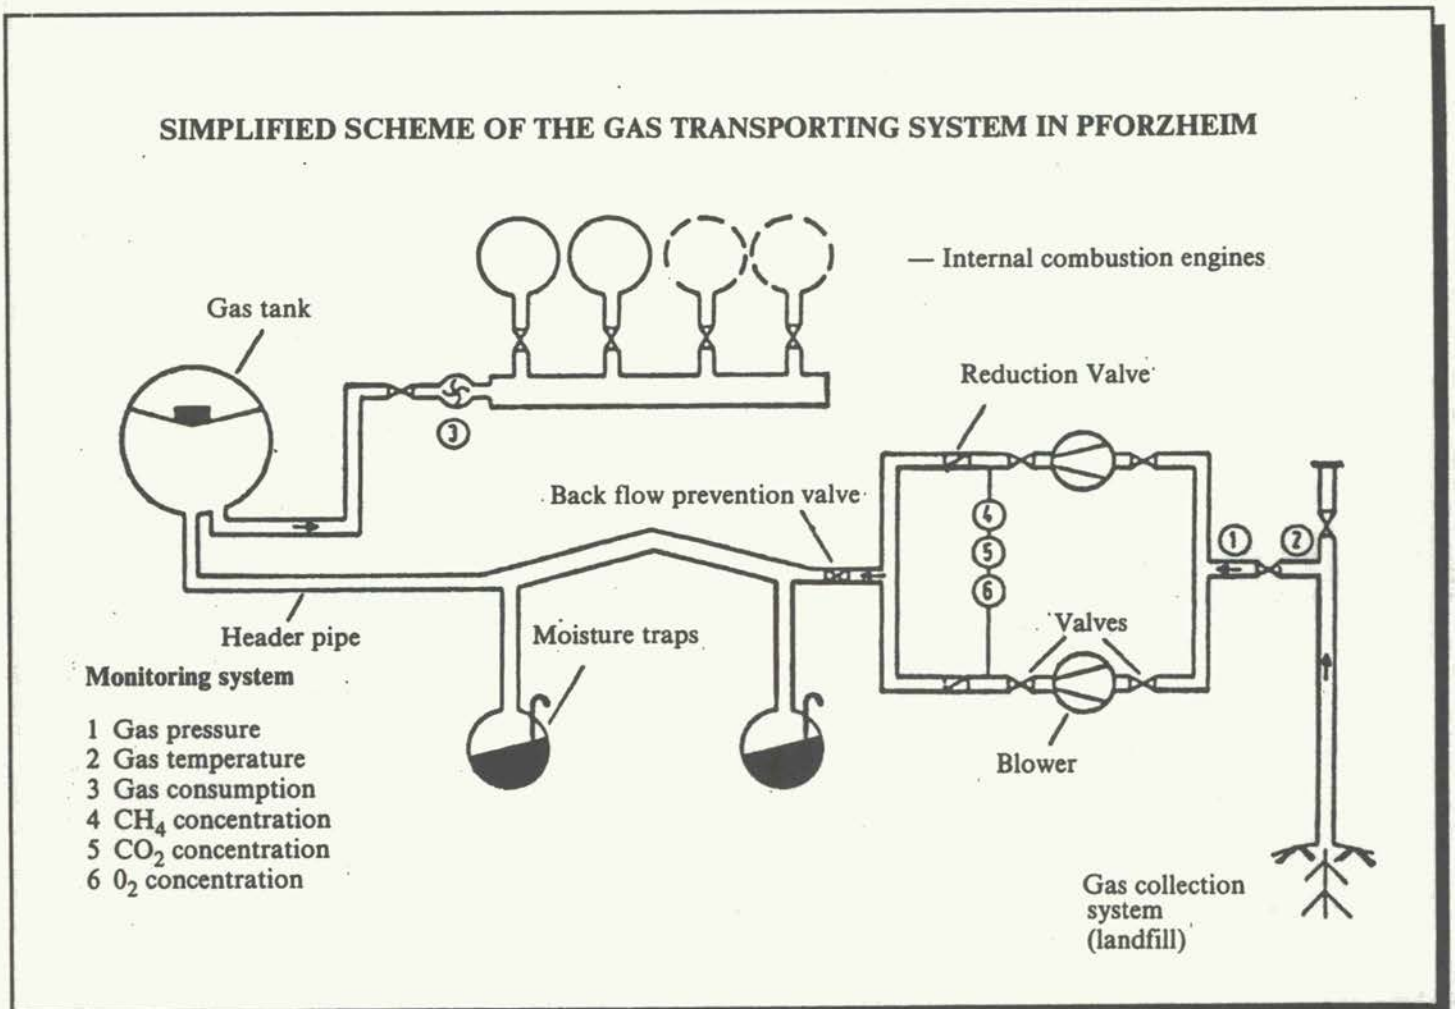 SIMPLIFIED SCHEME OF THE GAS TRANSPORTING SYSTEM IN PFORZHEIM
— Internal combustion engines
Gas tank
Reduction Valve
3
Back flow prevention valve
4
1
2
5
6
Header pipe
Moisture traps
Valves
Monitoring system
1 Gas pressure
2 Gas temperature
3 Gas consumption
4 CH₄ concentration
5 CO₂ concentration
6 0₂ concentration
Blower
Gas collection
system
(landfill)